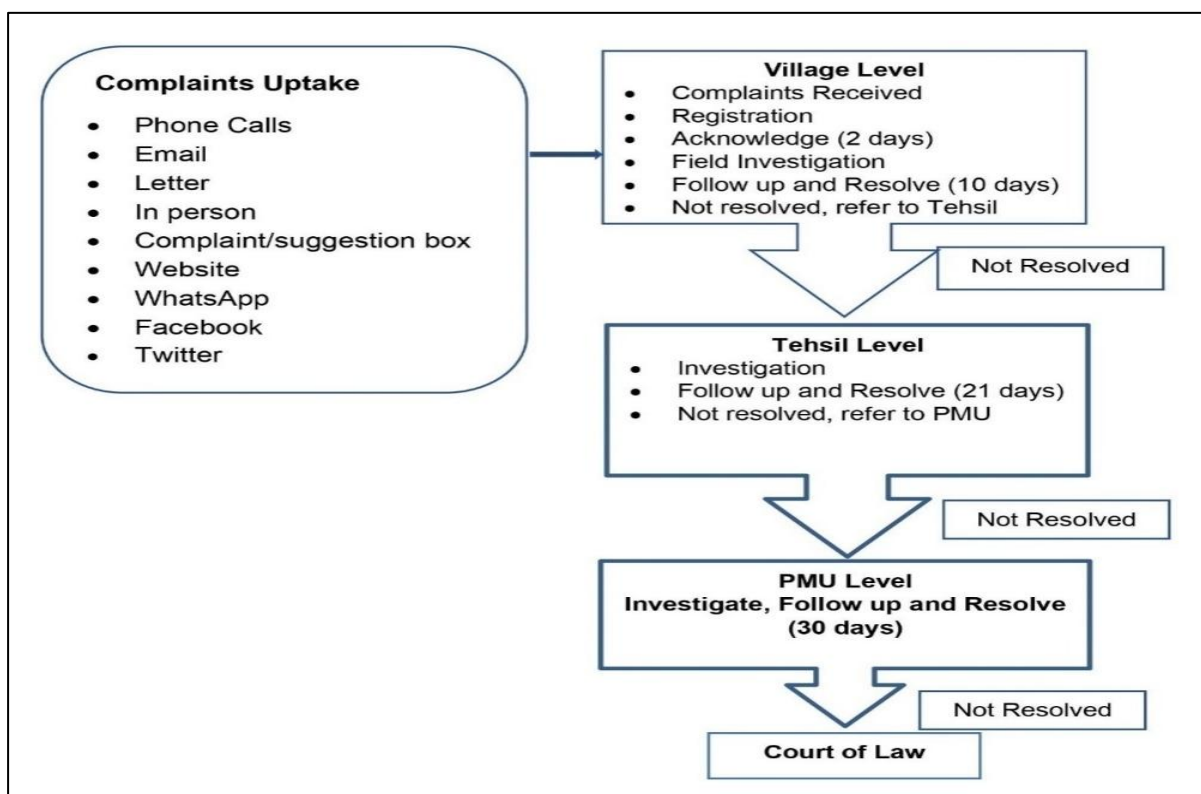 Complaints Uptake
• Phone Calls
• Email
• Letter
• In person
• Complaint/suggestion box
• Website
• WhatsApp
• Facebook
• Twitter
Village Level
• Complaints Received
• Registration
• Acknowledge (2 days)
• Field Investigation
• Follow up and Resolve (10 days)
• Not resolved, refer to Tehsil
Not Resolved
Tehsil Level
• Investigation
• Follow up and Resolve (21 days)
• Not resolved, refer to PMU
Not Resolved
PMU Level
Investigate, Follow up and Resolve
(30 days)
Not Resolved
Court of Law